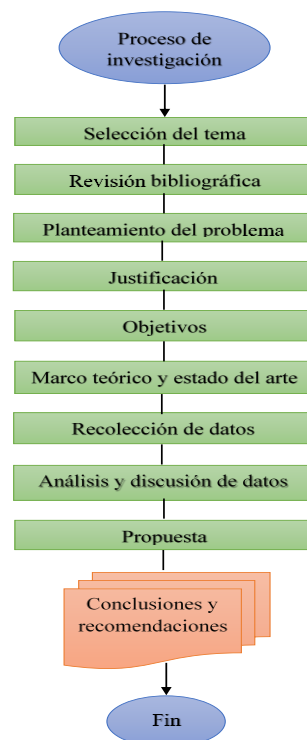 Proceso de
investigación
Selección del tema
Revisión bibliográfica
Planteamiento del problema
Justificación
Objetivos
Marco teórico y estado del arte
Recolección de datos
Análisis y discusión de datos
Propuesta
Conclusiones y
recomendaciones
Fin